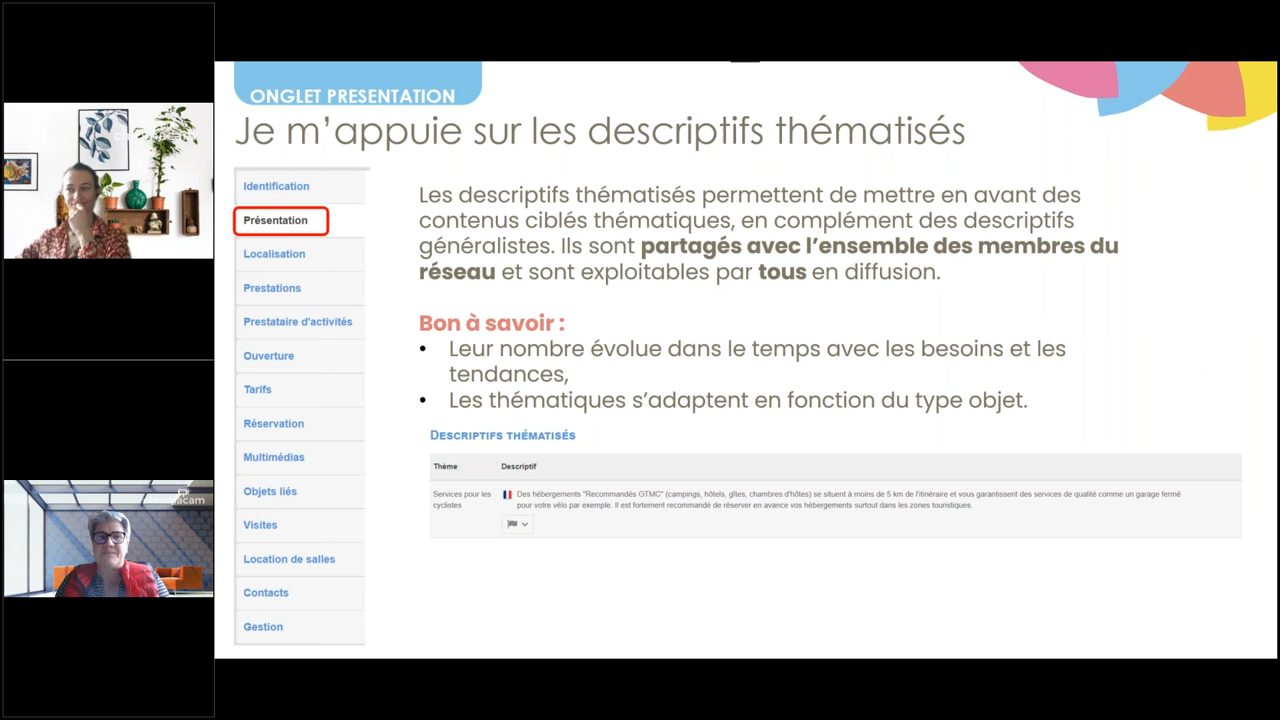 ONGLET PRESENTATION
Je m'appuie sur les descriptifs thématisés
Identification
Présentation
Localisation
Prestations
Prestataire d'activités
Ouverture
Tarifs
Réservation
Multimédias
Objets liés
Visites
Location de salles
Contacts
Gestion
Les descriptifs thématisés permettent de mettre en avant des
contenus ciblés thématiques, en complément des descriptifs
généralistes. Ils sont partagés avec l'ensemble des membres du
réseau et sont exploitables par tous en diffusion.
Bon à savoir :
• Leur nombre évolue dans le temps avec les besoins et les
tendances,
• Les thématiques s'adaptent en fonction du type objet.
DESCRIPTIFS THÉMATISÉS
Thème Descriptif
Services pour les
cyclistes
Des hébergements "Recommandés GTMC" (campings, hôtels, gîtes, chambres d'hôtes) se situent à moins de 5 km de l'itinéraire et vous garantissent des services de qualité comme un garage fermé
pour votre vélo par exemple. Il est fortement recommandé de réserver en avance vos hébergements surtout dans les zones touristiques.